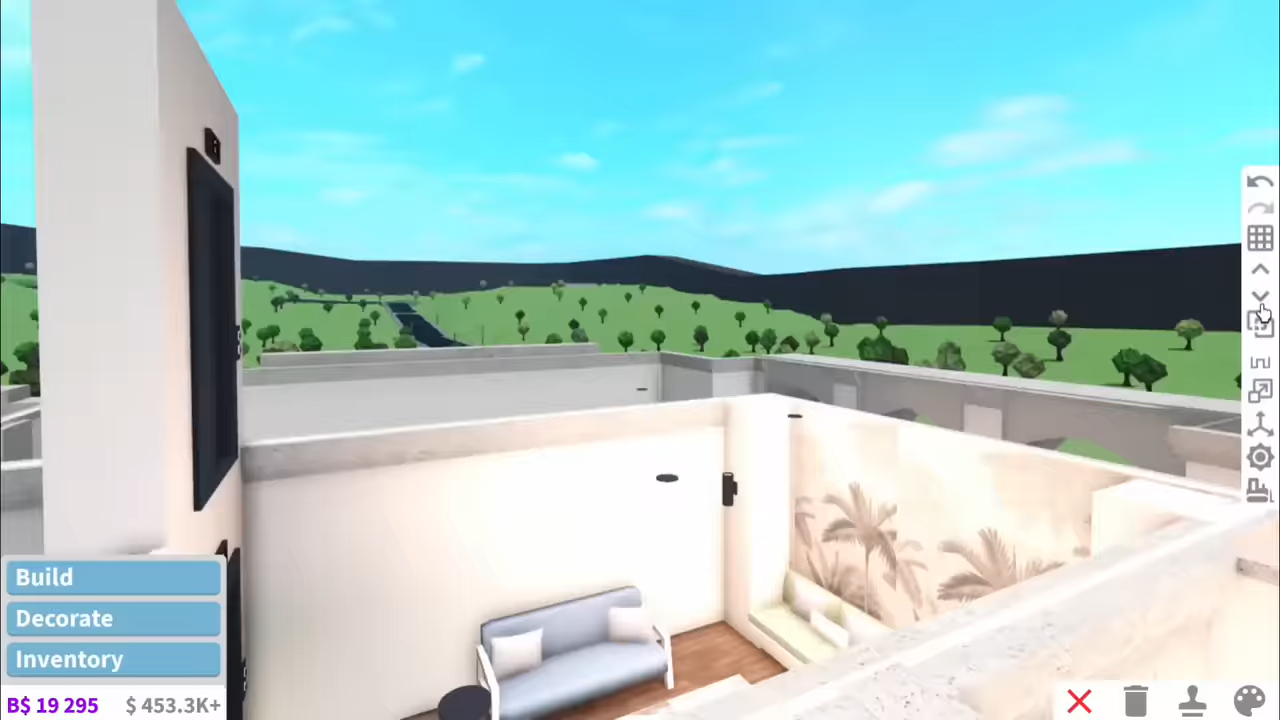 Build
Decorate
Inventory
B$ 19 295 $ 453.3K+